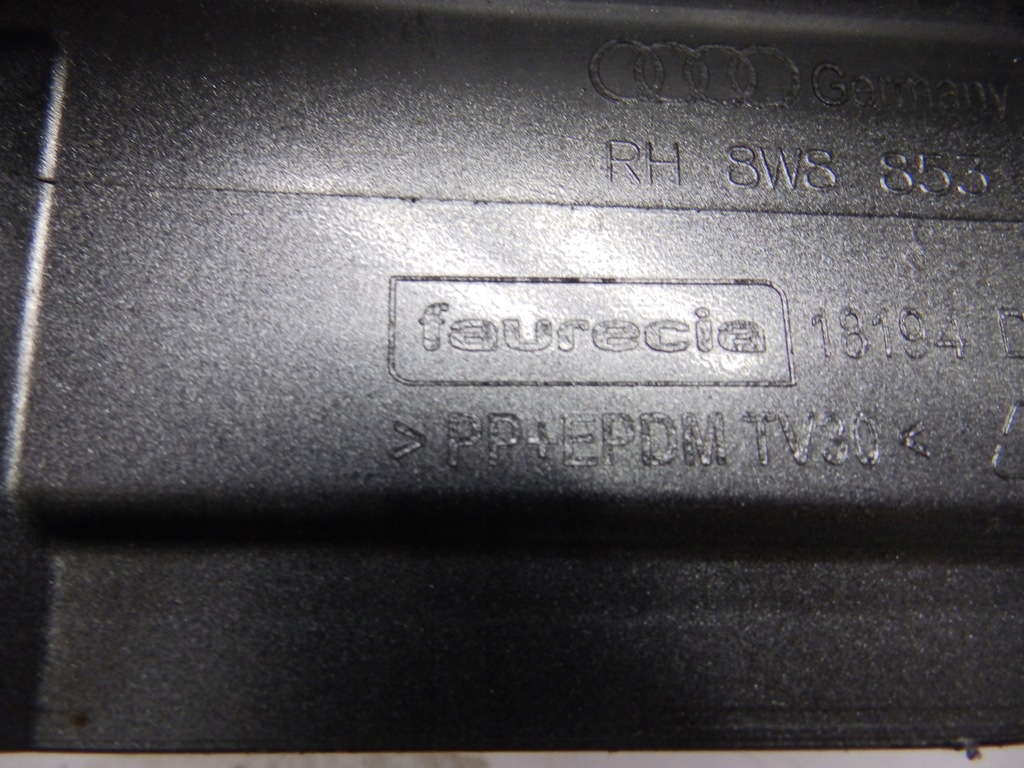 Germany
RH 8W8 853
faurecia 18194 D
>PP+EPDM TV30<